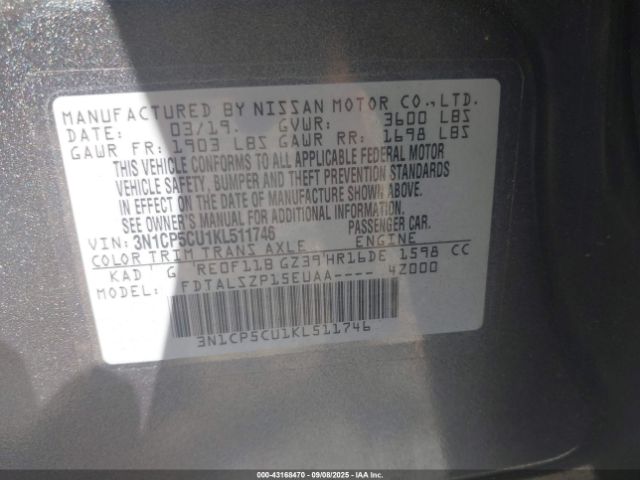 MANUFACTURED BY NISSAN MOTOR CO., LTD.
DATE: 03/19. GVWR: 3600 LBS
GAWR FR: 1903 LBS GAWR RR: 1698 LBS
THIS VEHICLE CONFORMS TO ALL APPLICABLE FEDERAL MOTOR
VEHICLE SAFETY, BUMPER AND THEFT PREVENTION STANDARDS
IN EFFECT ON THE DATE OF MANUFACTURE SHOWN ABOVE.
SEE OWNER'S MANUAL FOR MORE INFORMATION.
VIN: 3N1CP5CU1KL511746 PASSENGER CAR.
COLOR TRIM TRANS AXLE ENGINE
KAD G RE0F11B GZ39 HR16DE 1598 CC
MODEL: FDTALSZP15EUAA---- 4Z000
3N1CP5CU1KL511746
000-43168470 (09/08/2025) IAA Inc.